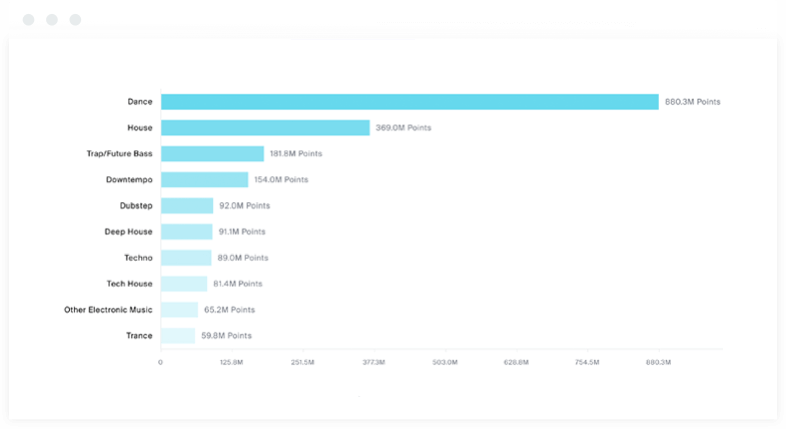 Dance 880.3M Points
House 369.0M Points
Trap/Future Bass 181.8M Points
Downtempo 154.0M Points
Dubstep 92.0M Points
Deep House 91.1M Points
Techno 89.0M Points
Tech House 81.4M Points
Other Electronic Music 65.2M Points
Trance 59.8M Points
0 125.8M 251.5M 377.3M 503.0M 628.8M 754.5M 880.3M